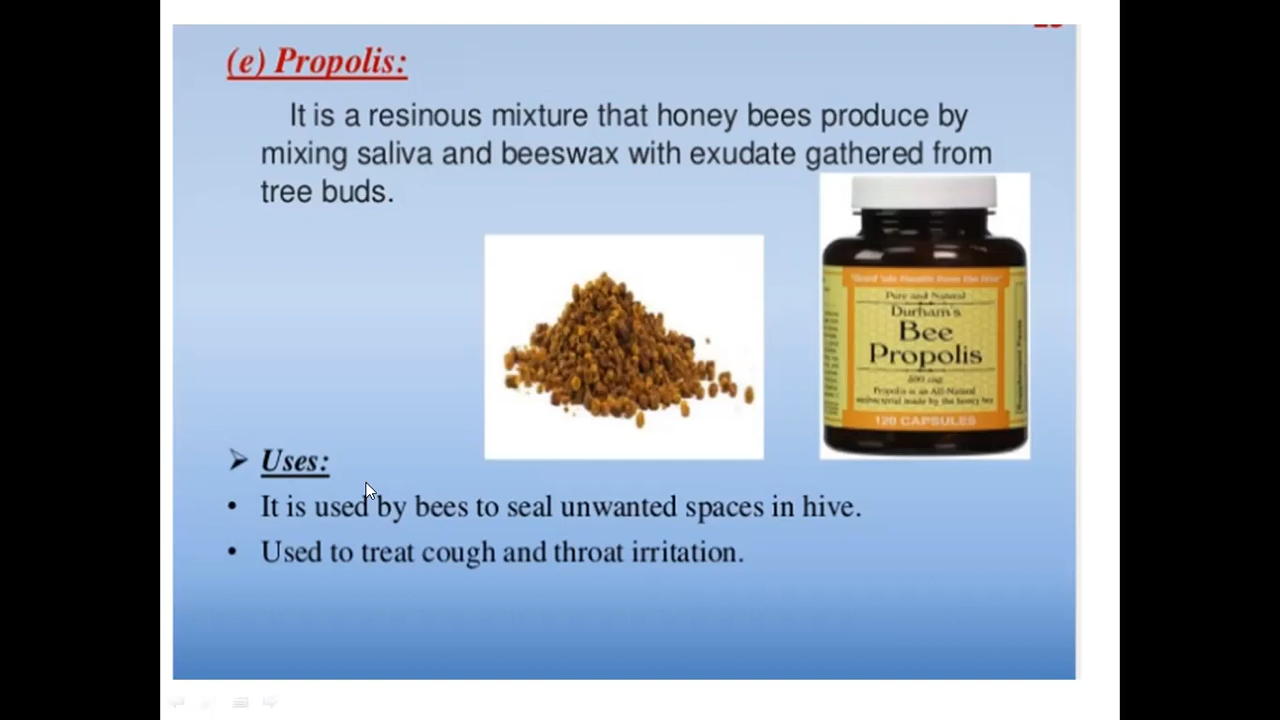 (e) Propolis:
It is a resinous mixture that honey bees produce by
mixing saliva and beeswax with exudate gathered from
tree buds.
Pure and Natural
Durham's
Bee
Propolis
500 mg
Propolis is an All-Natural
antibacterial made by the honey bee
120 CAPSULES
Uses:
It is used by bees to seal unwanted spaces in hive.
Used to treat cough and throat irritation.